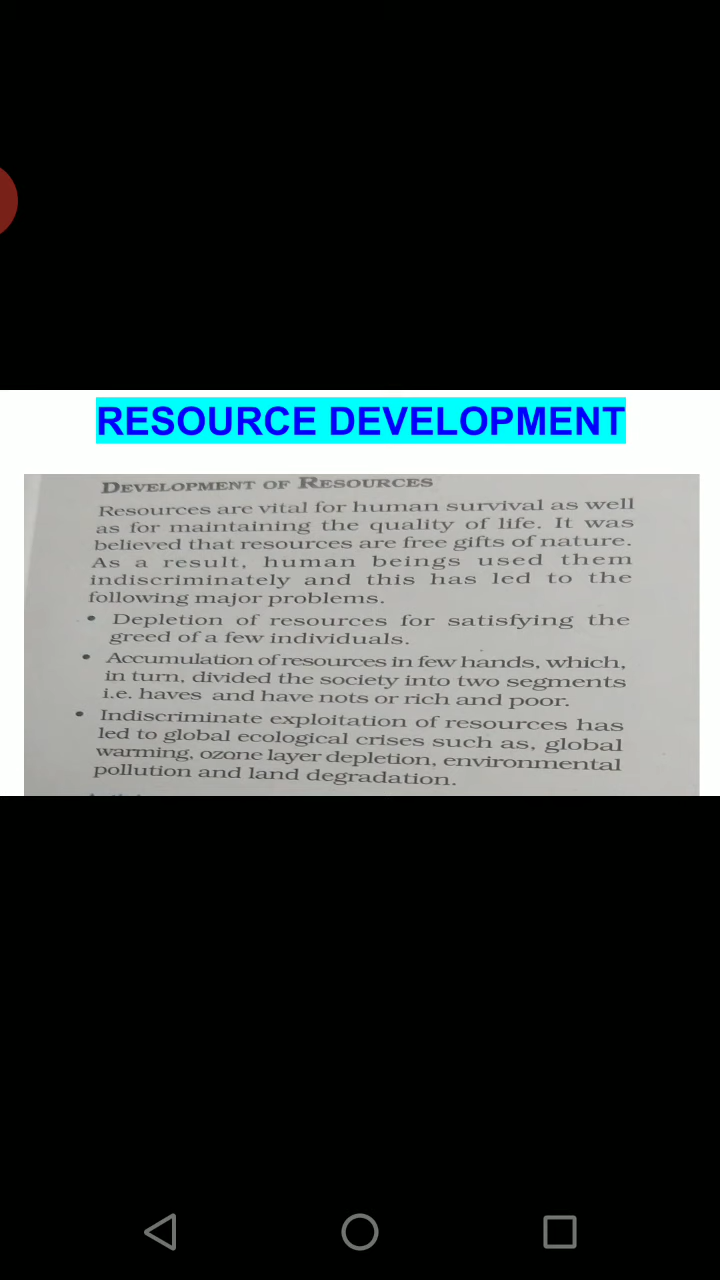 RESOURCE DEVELOPMENT
DEVELOPMENT OF RESOURCES
Resources are vital for human survival as well
as for maintaining the quality of life. It was
believed that resources are free gifts of nature.
As a result, human beings used them
indiscriminately and this has led to the
following major problems.
• Depletion of resources for satisfying the
greed of a few individuals.
• Accumulation of resources in few hands, which,
in turn, divided the society into two segments
i.e. haves and have nots or rich and poor.
• Indiscriminate exploitation of resources has
led to global ecological crises such as, global
warming, ozone layer depletion, environmental
pollution and land degradation.